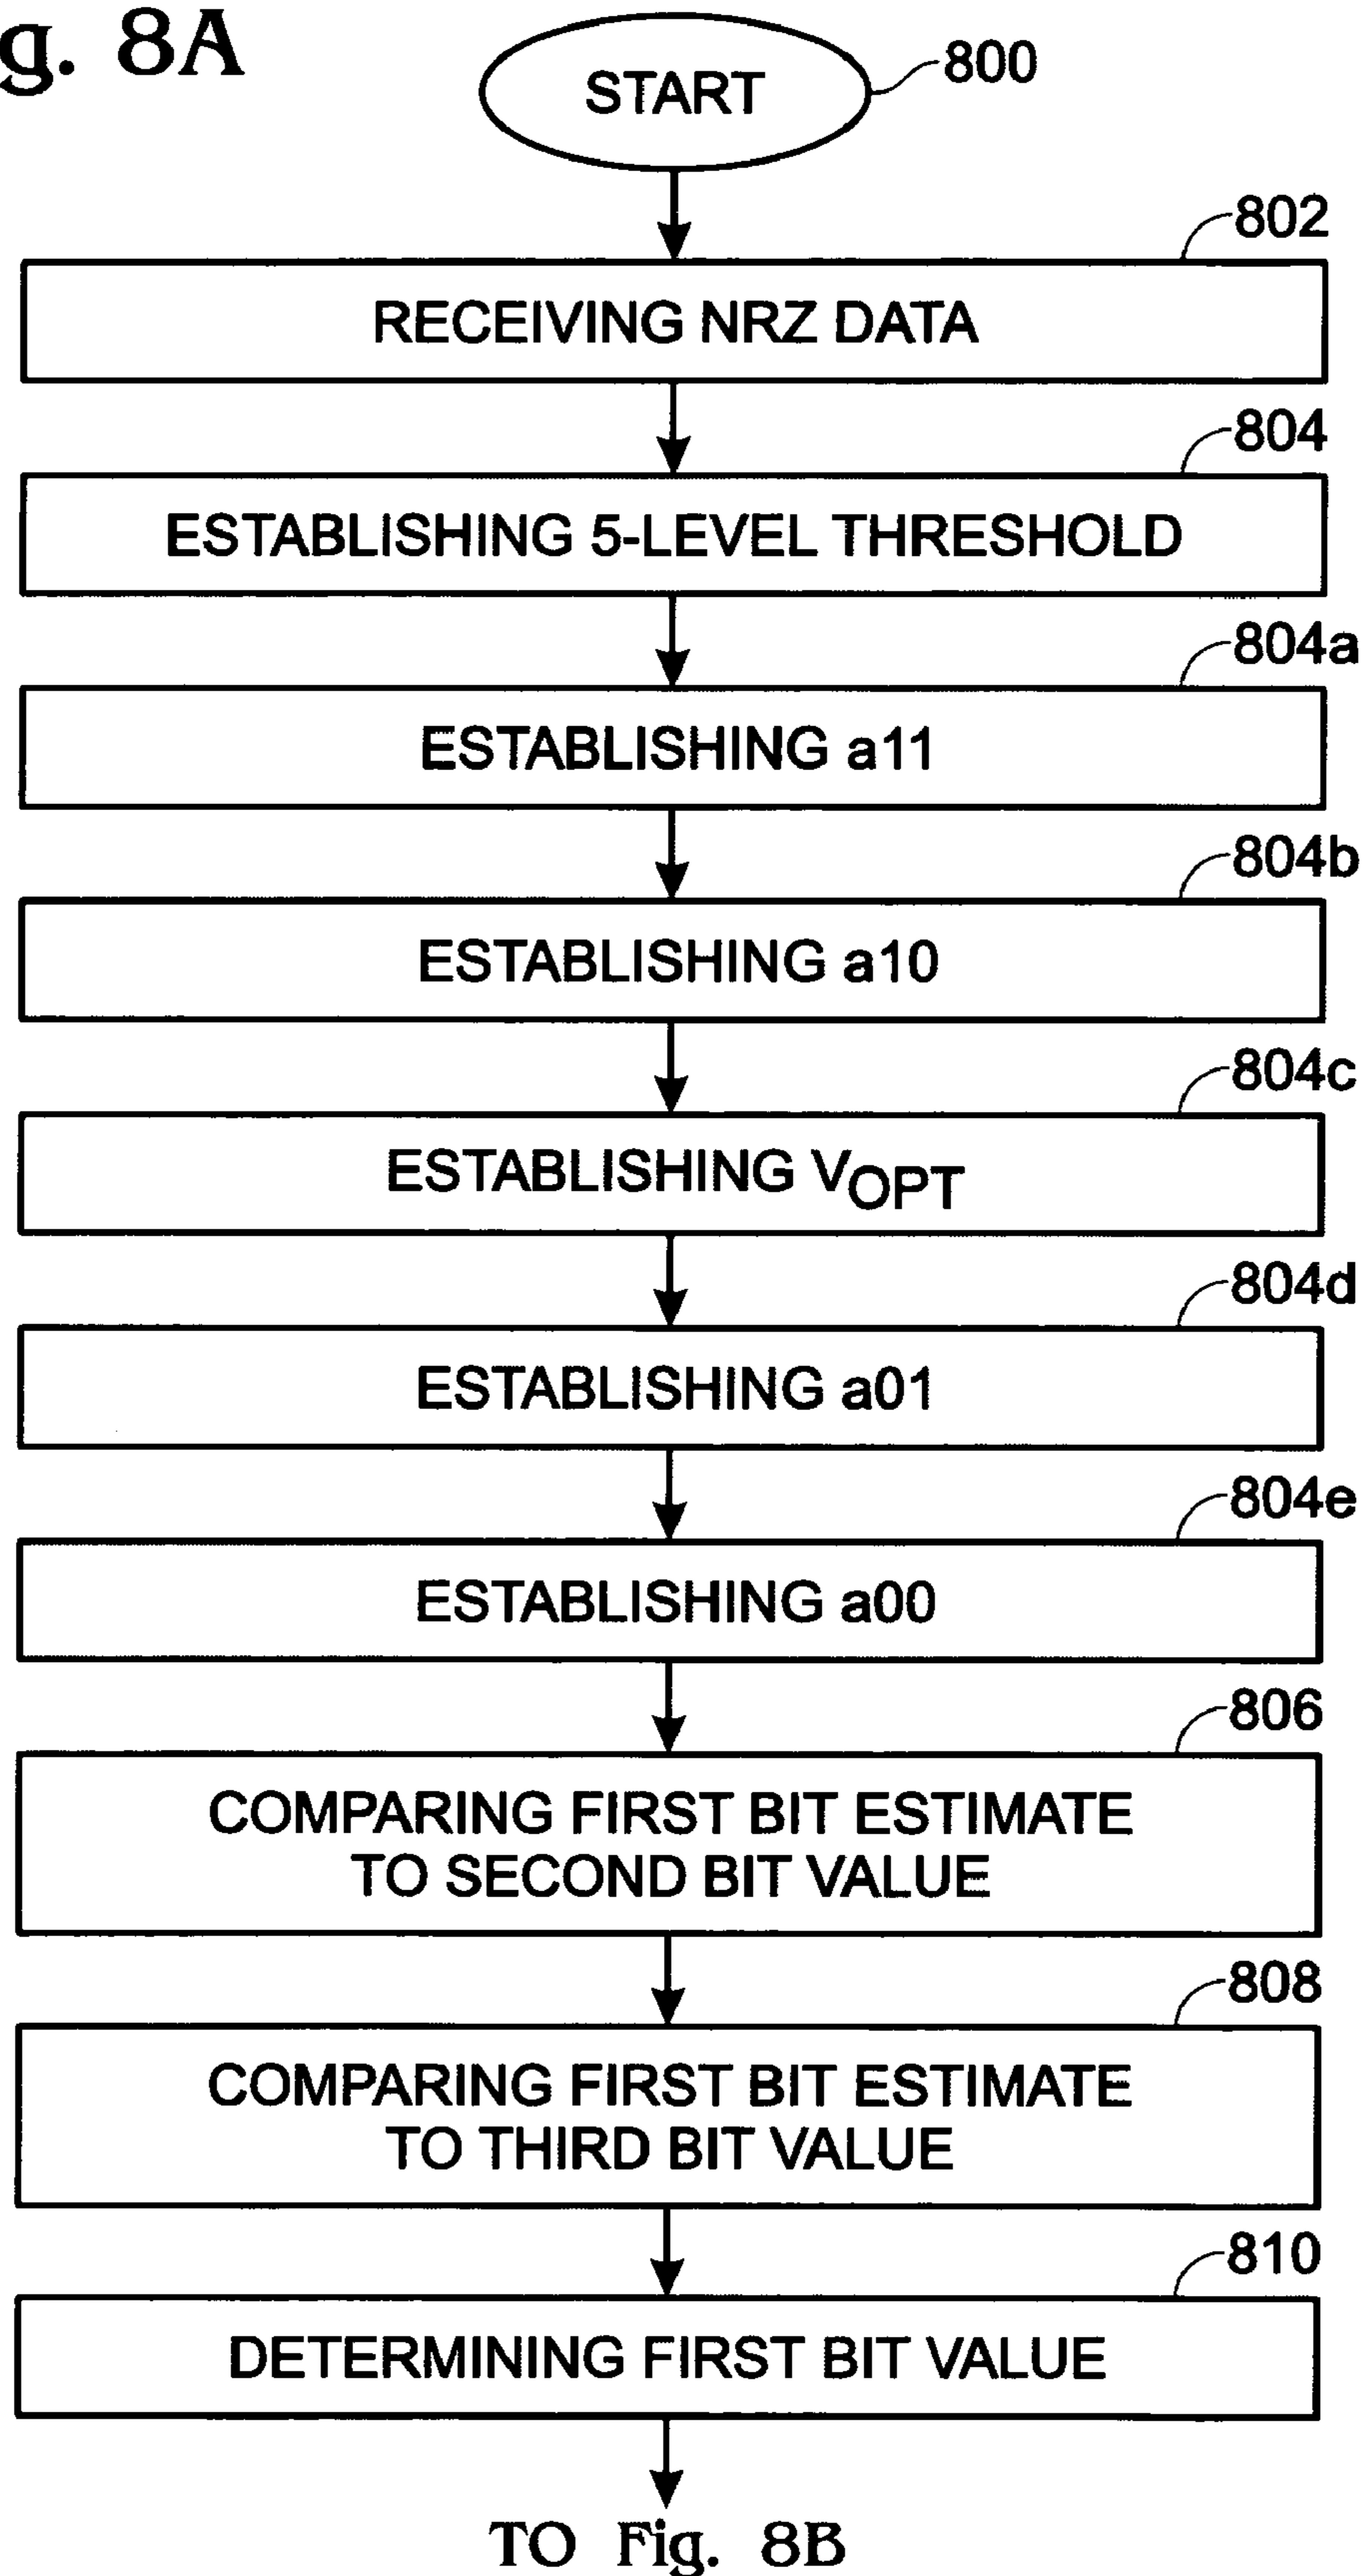 g. 8A
START
800
802
RECEIVING NRZ DATA
804
ESTABLISHING 5-LEVEL THRESHOLD
804a
ESTABLISHING a11
804b
ESTABLISHING a10
804c
ESTABLISHING VOPT
804d
ESTABLISHING a01
804e
ESTABLISHING a00
806
COMPARING FIRST BIT ESTIMATE
TO SECOND BIT VALUE
808
COMPARING FIRST BIT ESTIMATE
TO THIRD BIT VALUE
810
DETERMINING FIRST BIT VALUE
TO Fig. 8B